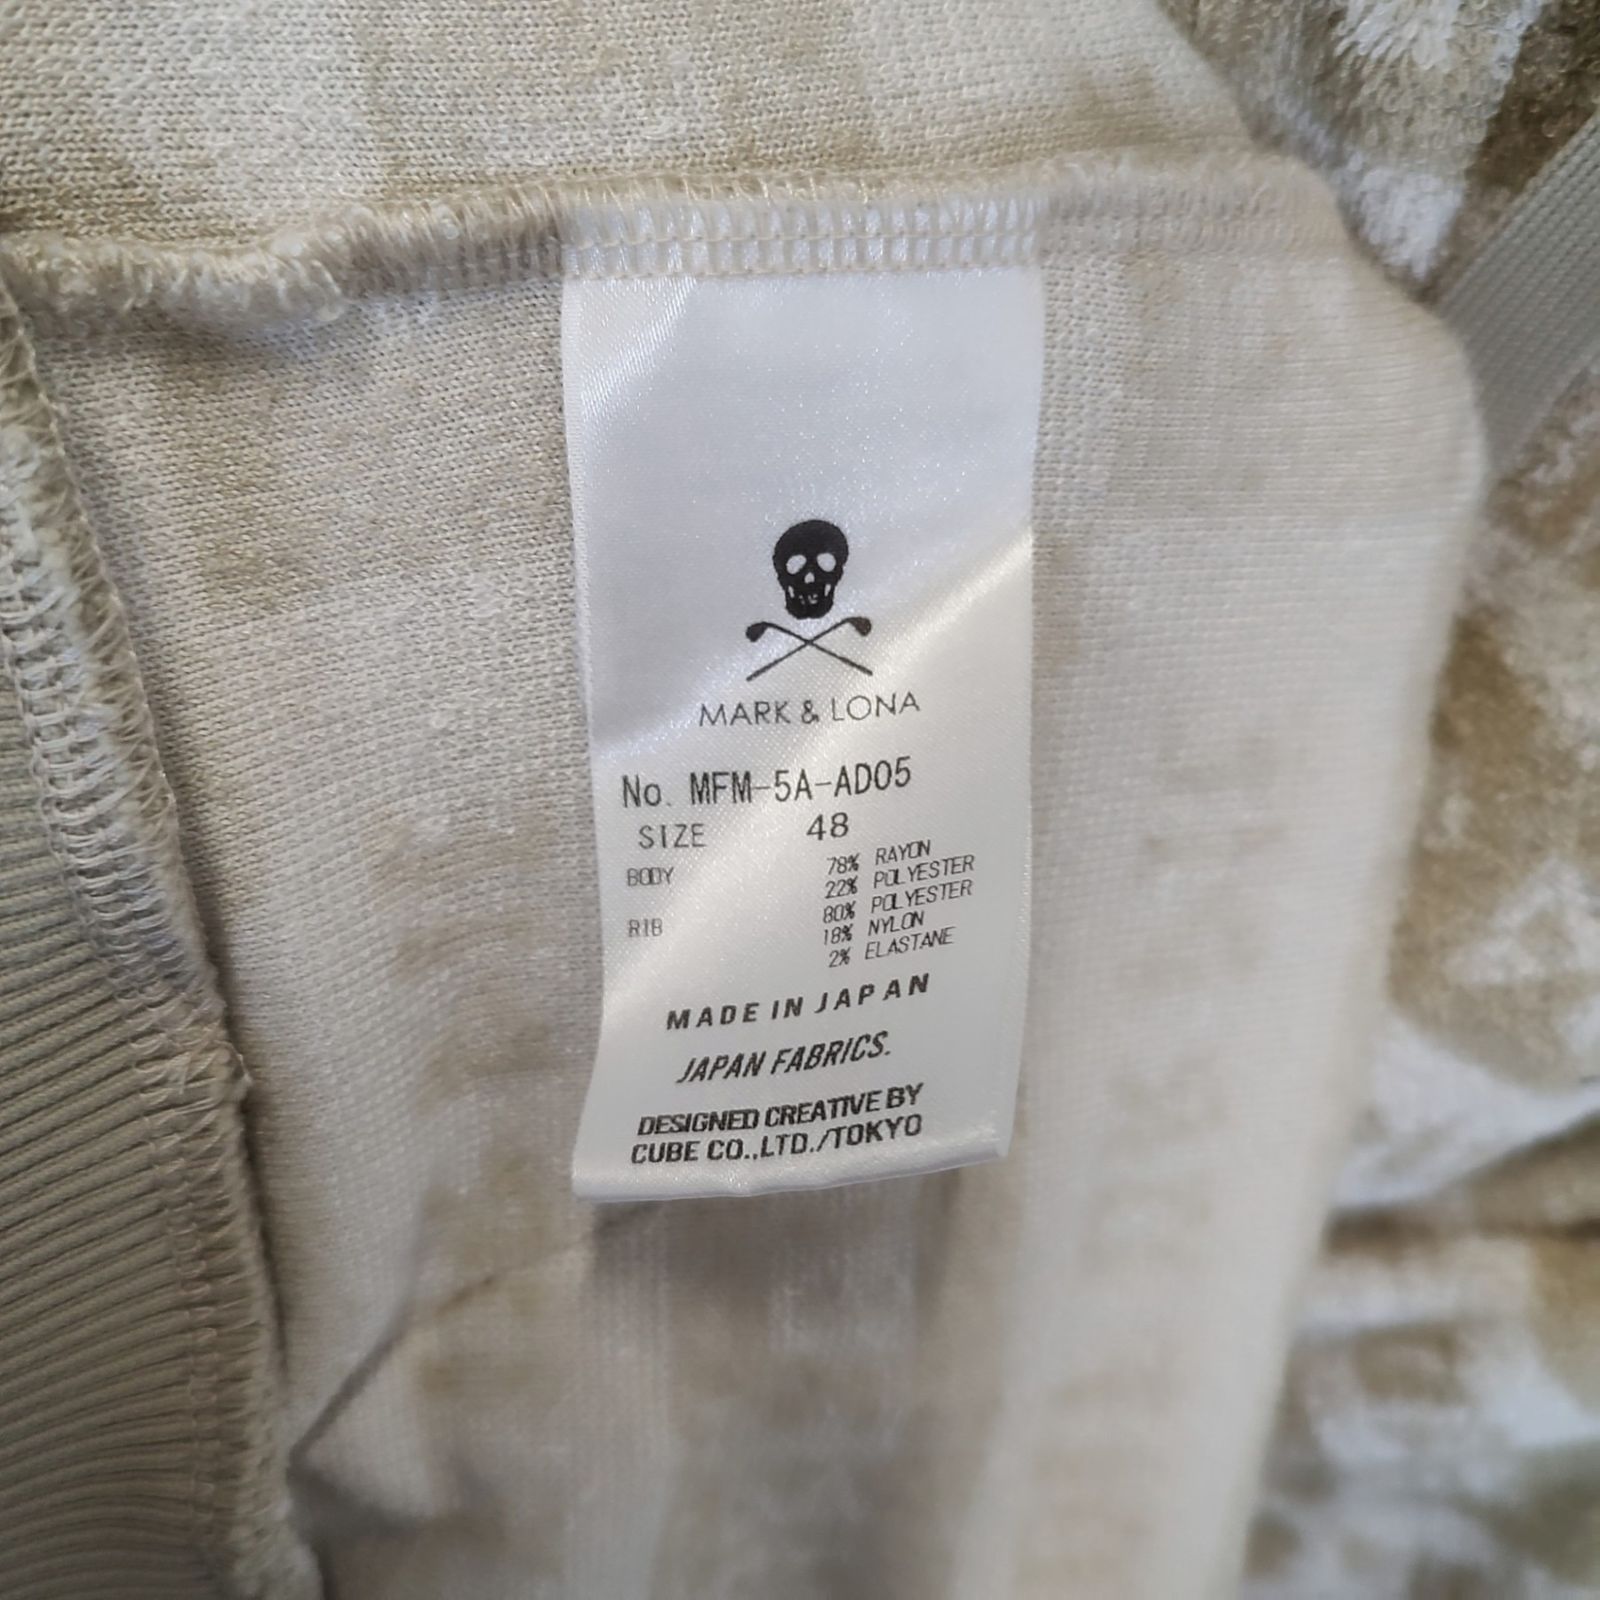 MARK & LONA
No. MFM-5A-AD05
SIZE 48
BODY 78% RAYON
22% POLYESTER
RIB 80% POLYESTER
18% NYLON
2% ELASTANE
MADE IN JAPAN
JAPAN FABRICS.
DESIGNED CREATIVE BY
CUBE CO.,LTD./TOKYO